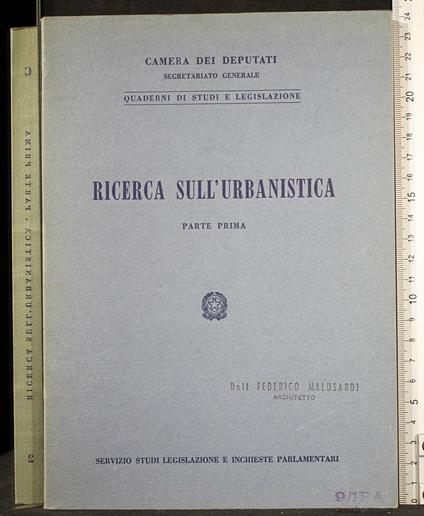 CAMERA DEI DEPUTATI
SEGRETARIATO GENERALE
QUADERNI DI STUDI E LEGISLAZIONE
RICERCA SULL'URBANISTICA
PARTE PRIMA
Dott FEDERICO MALUSARDI
ARCHITETTO
SERVIZIO STUDI LEGISLAZIONE E INCHIESTE PARLAMENTARI
RICERCA SULL'URBANISTICA - PARTE PRIMA